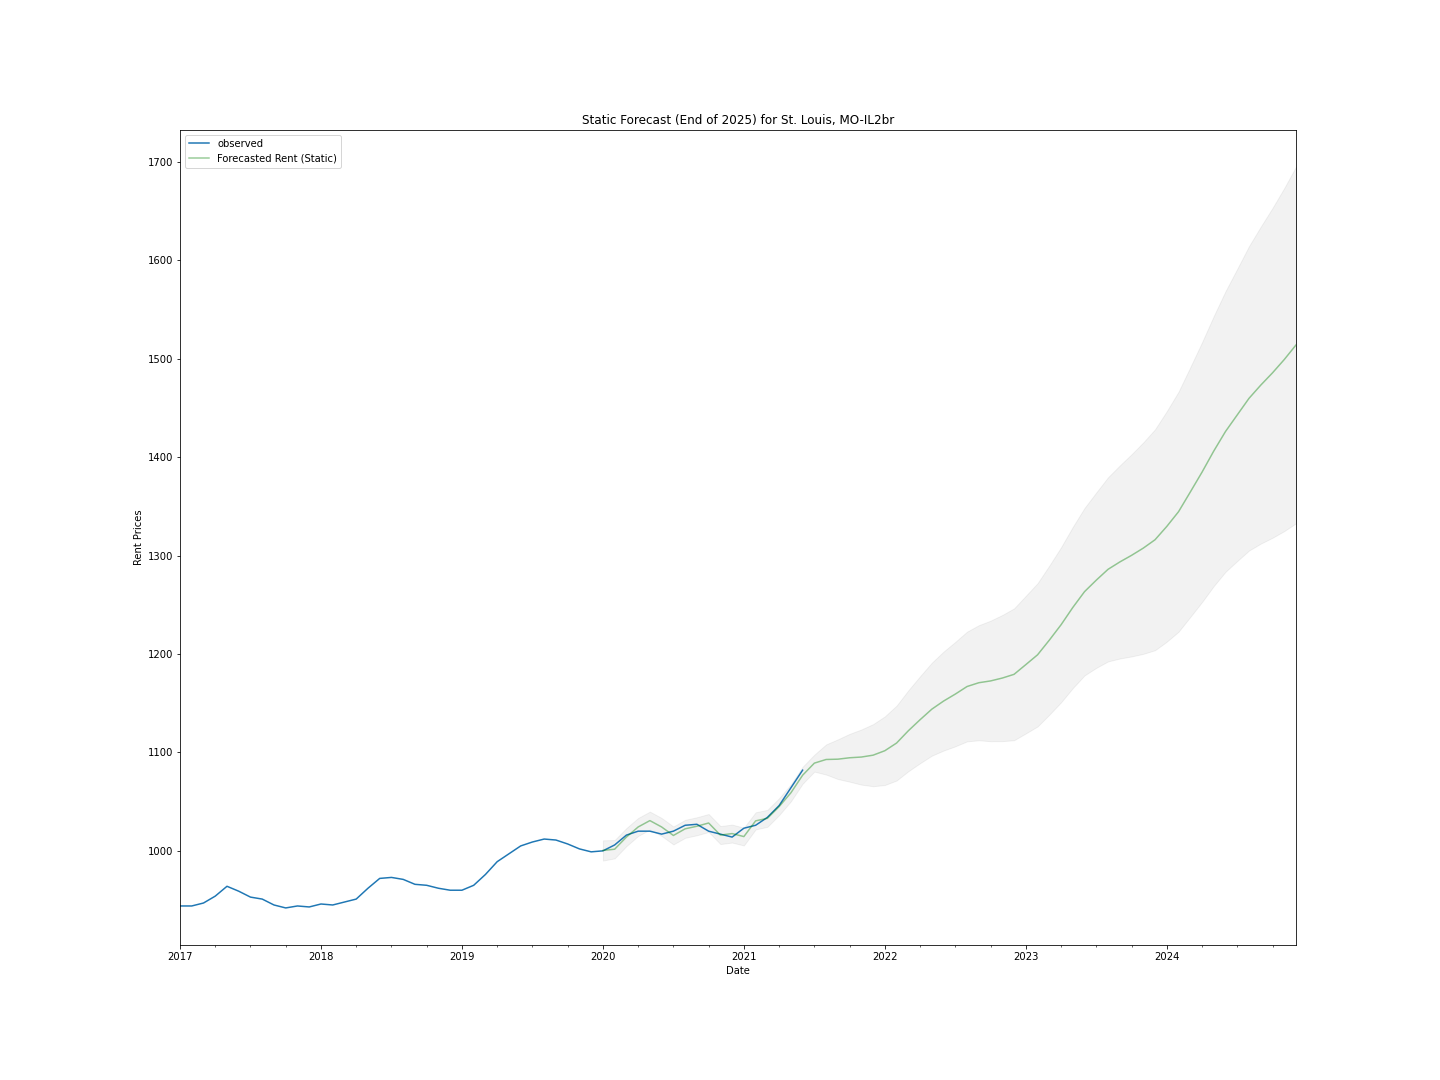 Static Forecast (End of 2025) for St. Louis, MO-IL2br
observed
Forecasted Rent (Static)
1700
1600
1500
1400
1300
1200
1100
1000
Rent Prices
2017 2018 2019 2020 2021 2022 2023 2024
Date